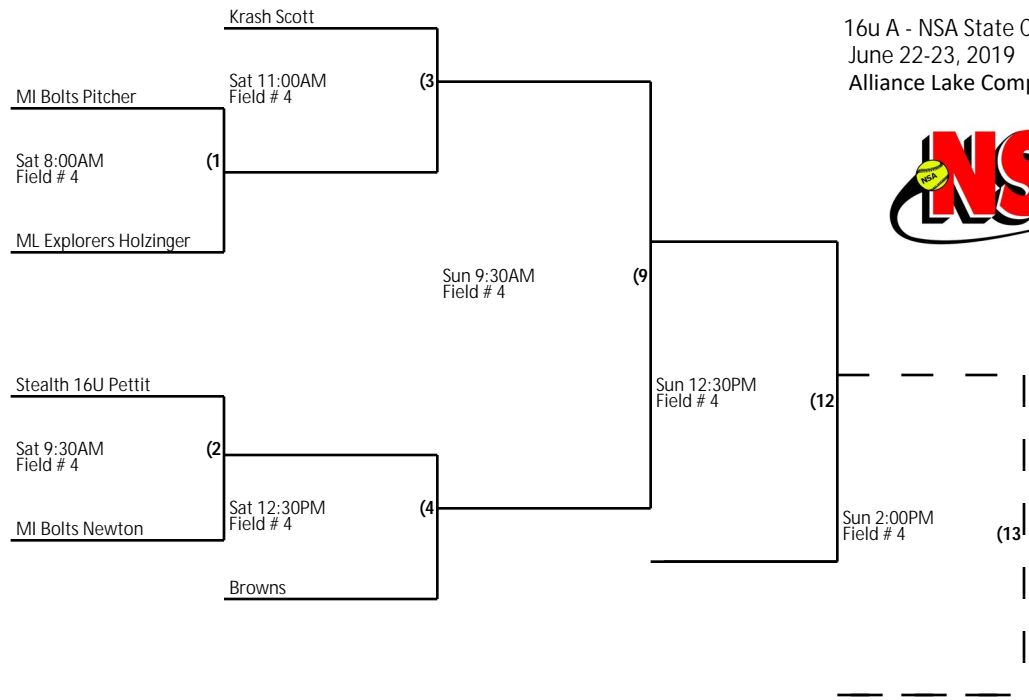 Krash Scott
16u A - NSA State
June 22-23, 2019
Alliance Lake
Sat 11:00AM
Field # 4
(3
MI Bolts Pitcher
Sat 8:00AM
Field # 4
(1
NSA
ML Explorers Holzinger
Sun 9:30AM
Field # 4
(9
Stealth 16U Pettit
Sun 12:30PM
Field # 4
(12
Sat 9:30AM
Field # 4
(2
Sat 12:30PM
Field # 4
(4
MI Bolts Newton
Sun 2:00PM
Field # 4
(13
Browns